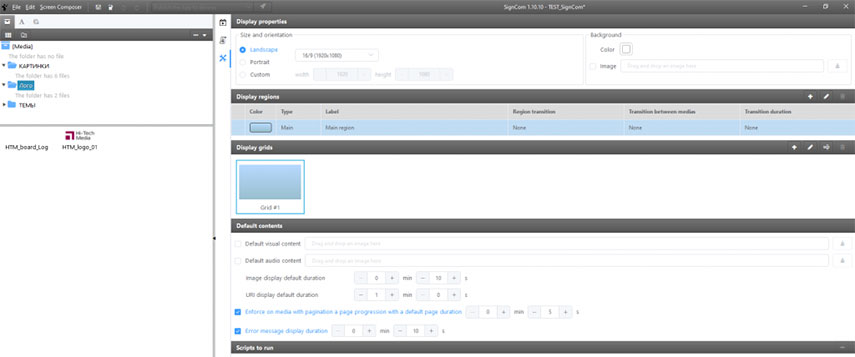 File Edit Screen Composer
SignCom 1.10.10 - TEST_SignCom*
A
[Media]
The folder has no file
КАРТИНКИ
The folder has 6 files
Лого
The folder has 2 files
ТЕМЫ
Hi-Tech
Media
HTM_board_Log HTM_logo_01
Display properties
Size and orientation
Landscape
16/9 (1920x1080)
Portrait
Custom width 1920 height 1080
Background
Color
Image Drag and drop an image here
Display regions
Color Type Label Region transition Transition between medias Transition duration
Main Main region None None None
Display grids
Grid #1
Default contents
Default visual content Drag and drop an image here
Default audio content Drag and drop an image here
Image display default duration - 0 + min - 10 + s
URI display default duration - 1 + min - 0 + s
Enforce on media with pagination a page progression with a default page duration - 0 + min - 5 + s
Error message display duration - 0 + min - 10 + s
Scripts to run